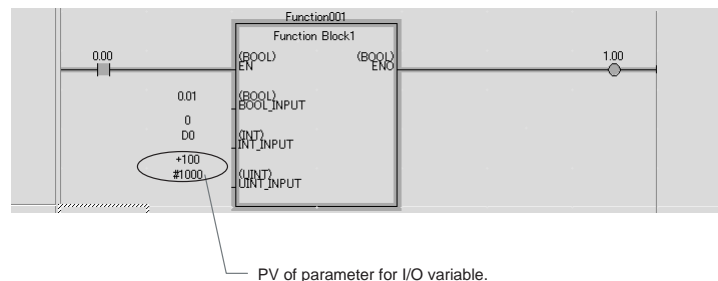 Function001
Function Block1
0.00
(BOOL)
EN
(BOOL)
ENO
1.00
0.01
(BOOL)
BOOL_INPUT
0
D0
(INT)
INT_INPUT
+100
#1000
(UINT)
UINT_INPUT
PV of parameter for I/O variable.